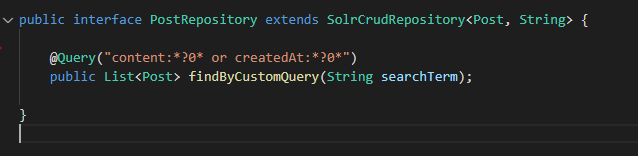 public interface PostRepository extends SolrCrudRepository<Post, String> {
@Query("content:*?0* or createdAt:*?0*")
public List<Post> findByCustomQuery(String searchTerm);
}